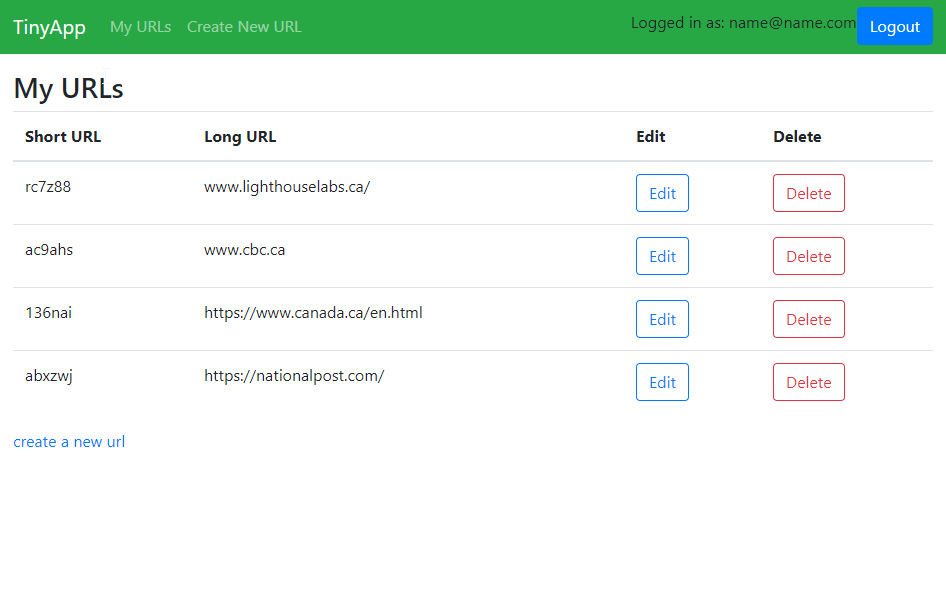 TinyApp My URLs Create New URL Logged in as: name@name.com Logout
My URLs
Short URL Long URL Edit Delete
rc7z88 www.lighthouselabs.ca/ Edit Delete
ac9ahs www.cbc.ca Edit Delete
136nai https://www.canada.ca/en.html Edit Delete
abxzwj https://nationalpost.com/ Edit Delete
create a new url